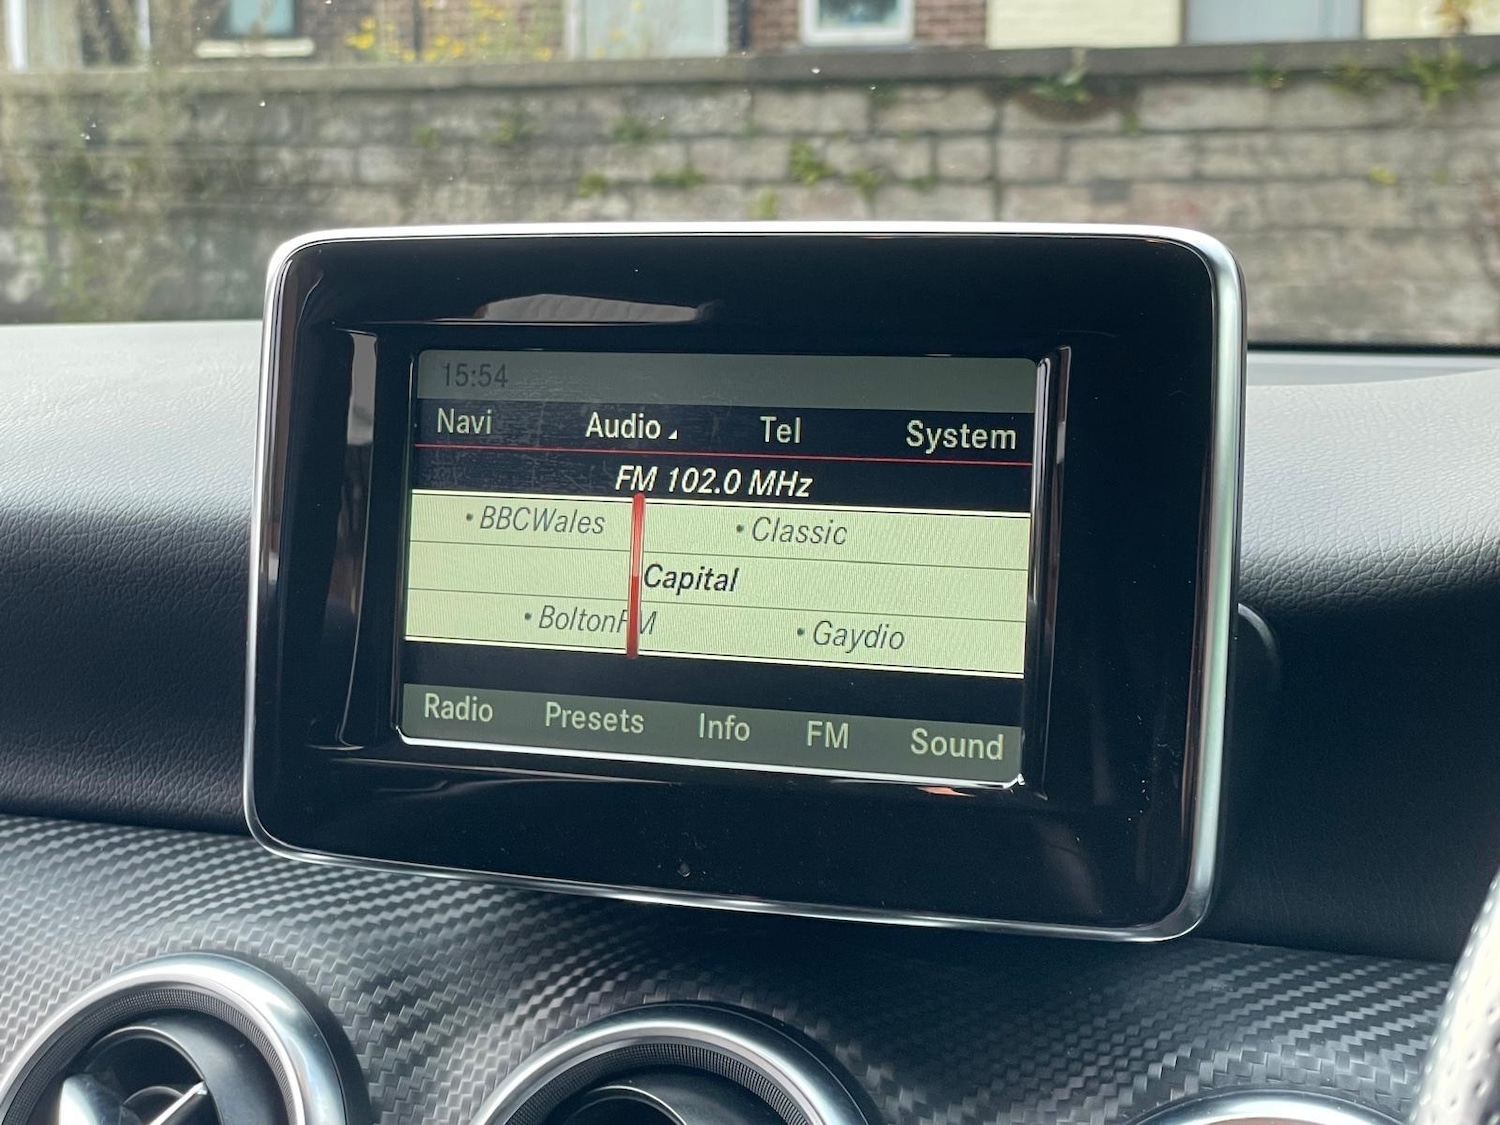 15:54
Navi Audio Tel System
FM 102.0 MHz
• BBCWales • Classic
Capital
• BoltonFM • Gaydio
Radio Presets Info FM Sound